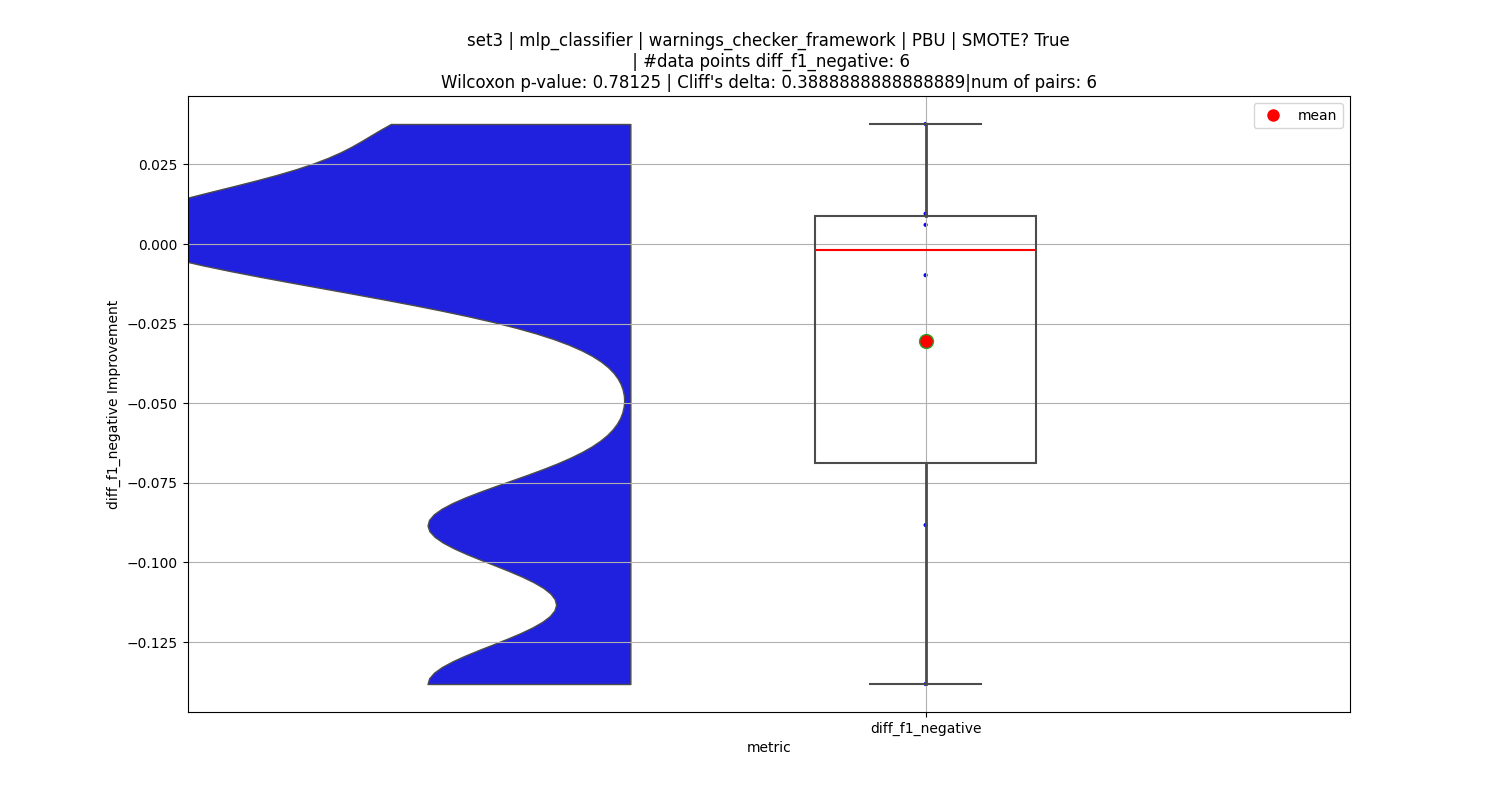 set3 | mlp_classifier | warnings_checker_framework | PBU | SMOTE? True
| #data points diff_f1_negative: 6
Wilcoxon p-value: 0.78125 | Cliff's delta: 0.3888888888888889|num of pairs: 6
mean
0.025
0.000
−0.025
−0.050
−0.075
−0.100
−0.125
diff_f1_negative Improvement
diff_f1_negative
metric